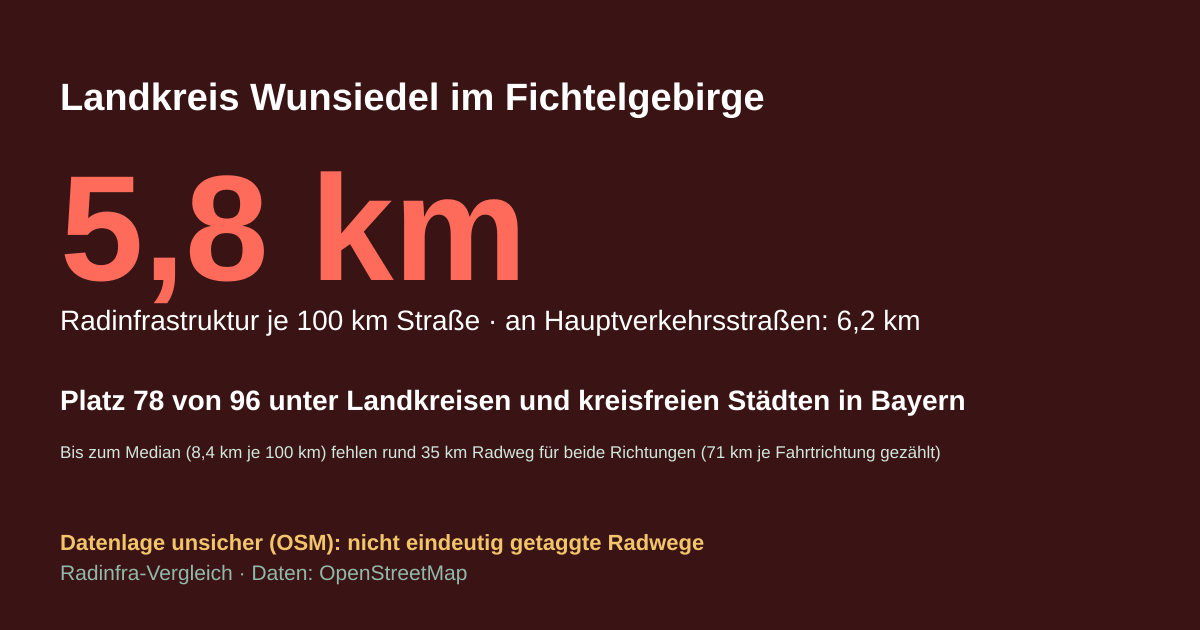 Landkreis Wunsiedel im Fichtelgebirge
5,8 km
Radinfrastruktur je 100 km Straße · an Hauptverkehrsstraßen: 6,2 km
Platz 78 von 96 unter Landkreisen und kreisfreien Städten in Bayern
Bis zum Median (8,4 km je 100 km) fehlen rund 35 km Radweg für beide Richtungen (71 km je Fahrtrichtung gezählt)
Datenlage unsicher (OSM): nicht eindeutig getaggte Radwege
Radinfra-Vergleich · Daten: OpenStreetMap